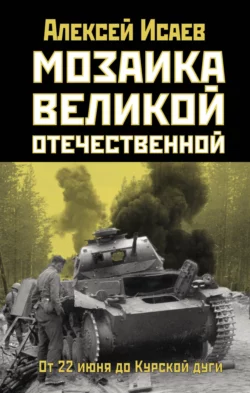 Алексей Исаев
МОЗАИКА
ВЕЛИКОЙ
ОТЕЧЕСТВЕННОЙ
От 22 июня до Курской дуги